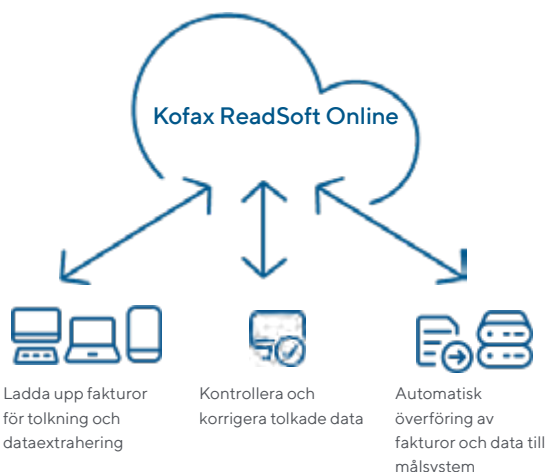 Kofax ReadSoft Online
Ladda upp fakturor
för tolkning och
dataextrahering
Kontrollera och
korrigera tolkade data
Automatisk
överföring av
fakturor och data till
målsystem